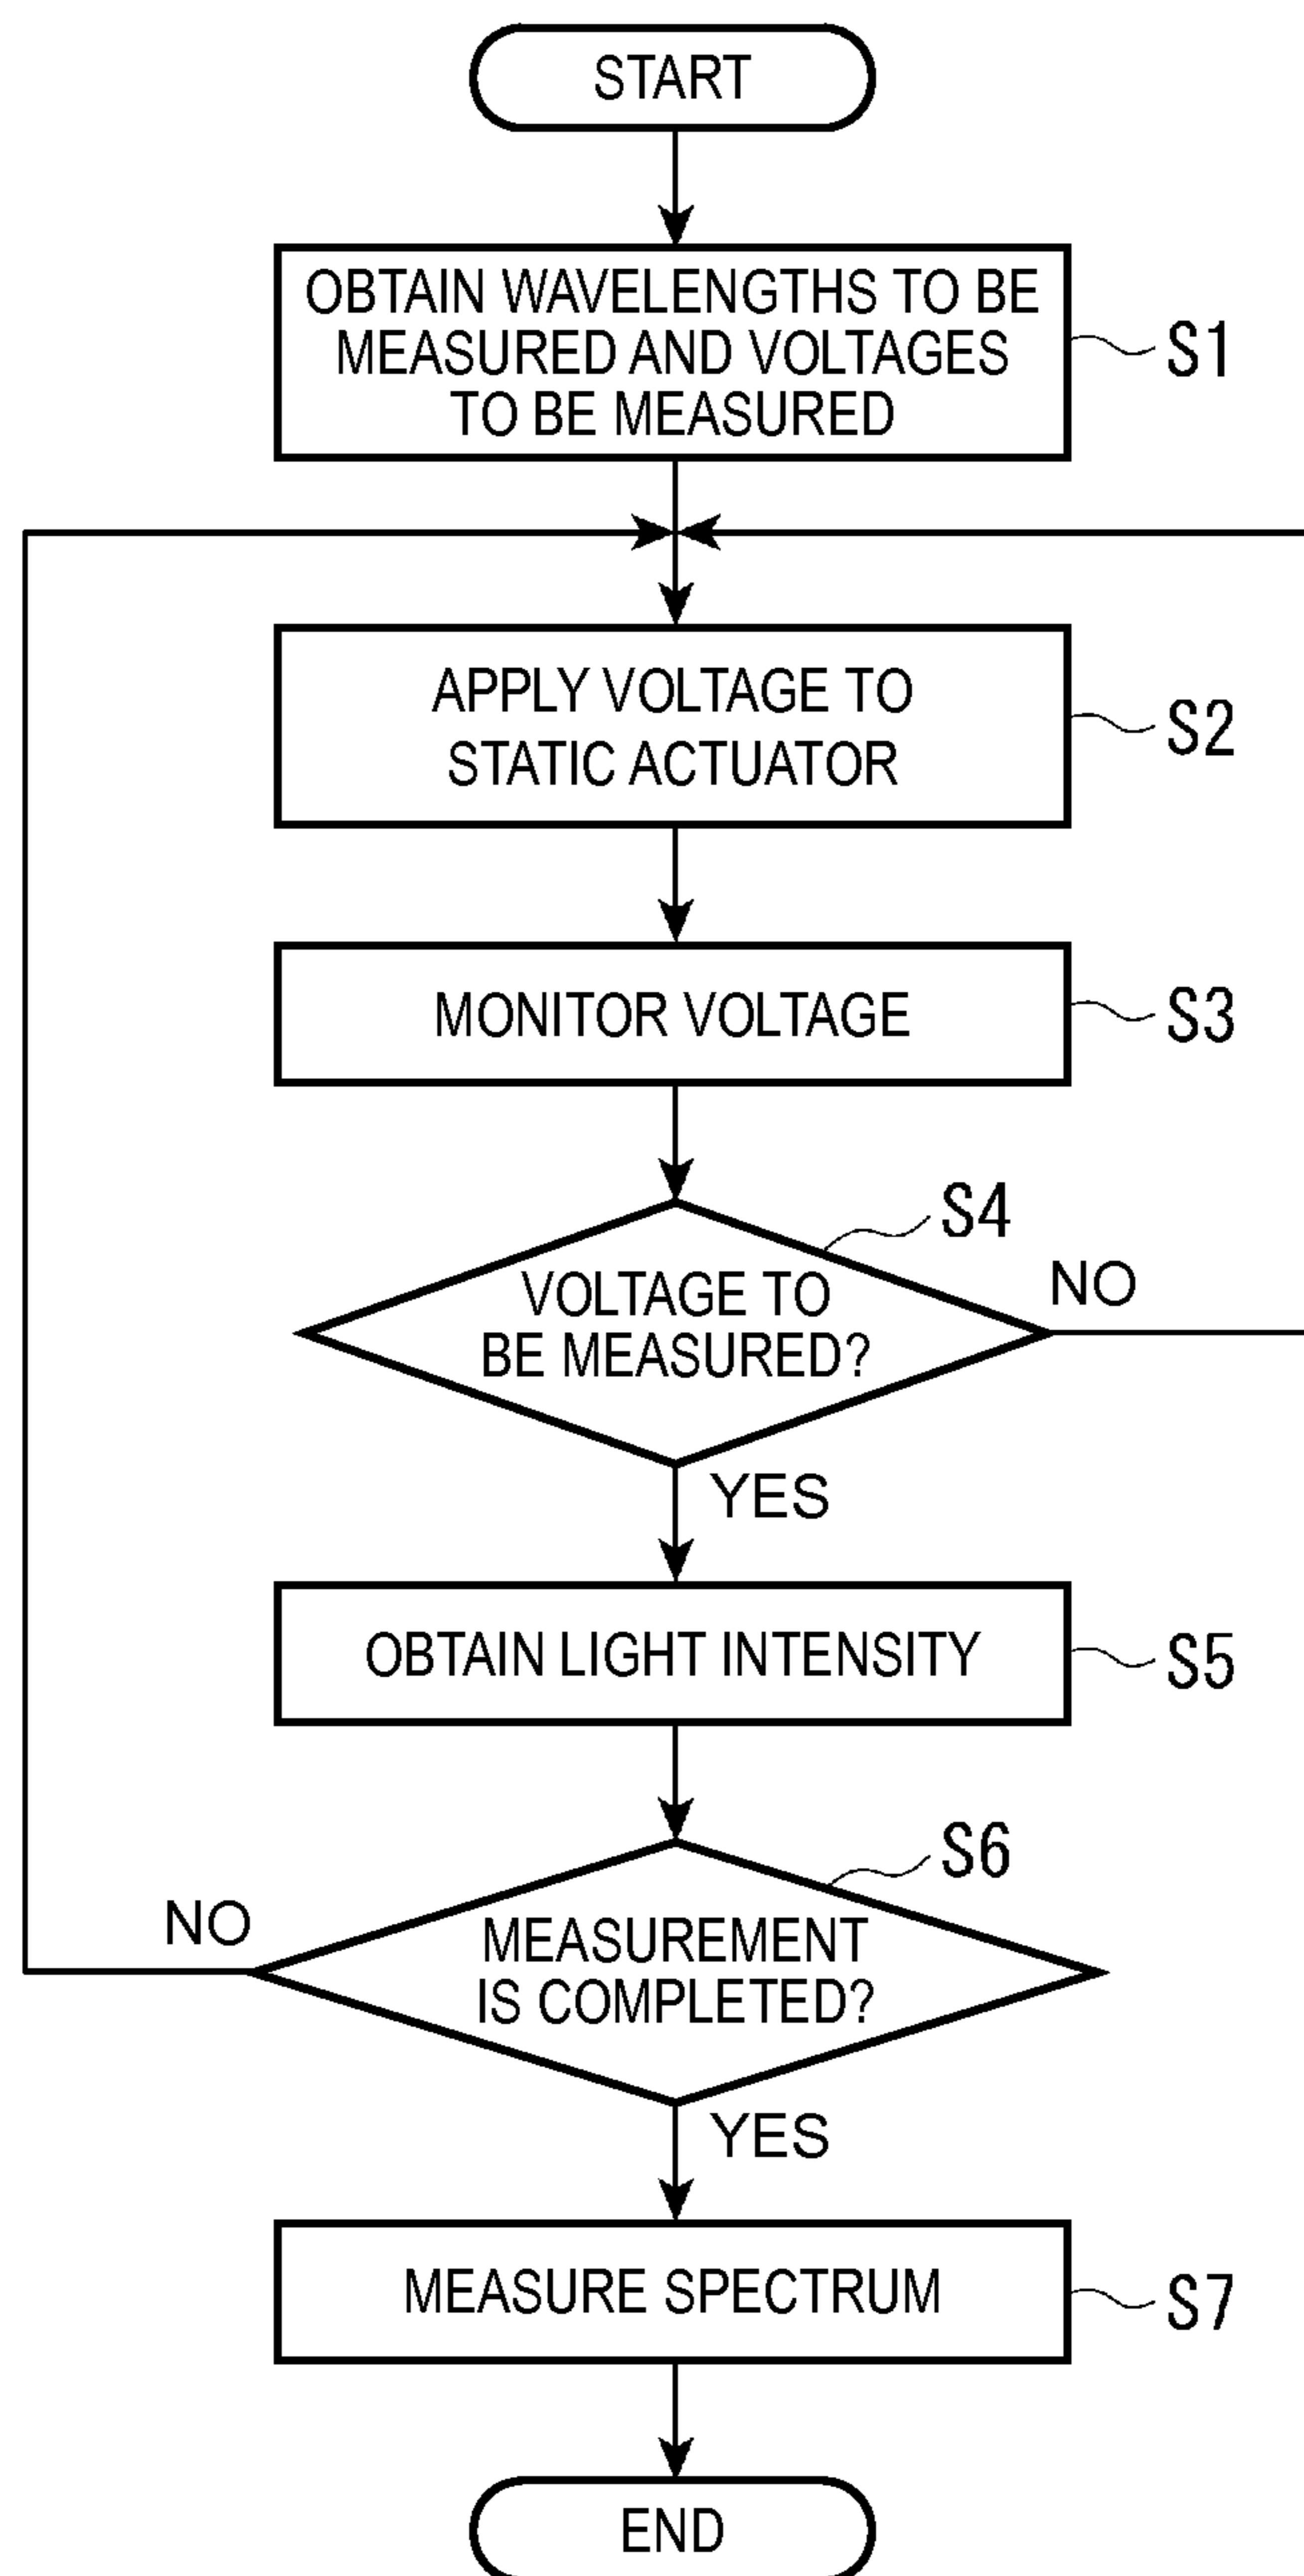 START
OBTAIN WAVELENGTHS TO BE
MEASURED AND VOLTAGES
TO BE MEASURED
S1
APPLY VOLTAGE TO
STATIC ACTUATOR
S2
MONITOR VOLTAGE
S3
S4
VOLTAGE TO
BE MEASURED?
NO
YES
OBTAIN LIGHT INTENSITY
S5
S6
MEASUREMENT
IS COMPLETED?
NO
YES
MEASURE SPECTRUM
S7
END